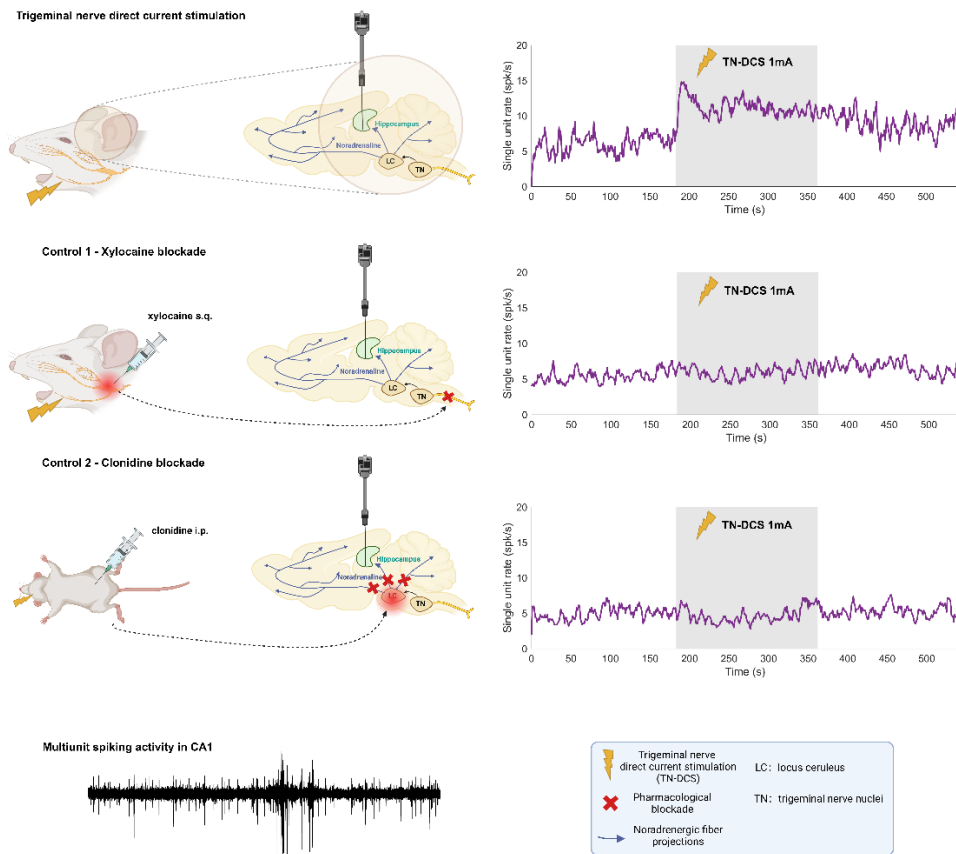 Trigeminal nerve direct current stimulation
Hippocampus
Noradrenaline
LC
TN
20
15
10
5
0
Single unit rate (spk/s)
TN-DCS 1mA
0 50 100 150 200 250 300 350 400 450 500
Time (s)
Control 1 - Xylocaine blockade
xylocaine s.q.
Hippocampus
Noradrenaline
LC
TN
20
15
10
5
0
Single unit rate (spk/s)
TN-DCS 1mA
0 50 100 150 200 250 300 350 400 450 500
Time (s)
Control 2 - Clonidine blockade
clonidine i.p.
Hippocampus
Noradrenaline
LC
TN
20
15
10
5
0
Single unit rate (spk/s)
TN-DCS 1mA
0 50 100 150 200 250 300 350 400 450 500
Time (s)
Multiunit spiking activity in CA1
Trigeminal nerve
direct current stimulation
(TN-DCS)
LC: locus ceruleus
Pharmacological
blockade
TN: trigeminal nerve nuclei
Noradrenergic fiber
projections